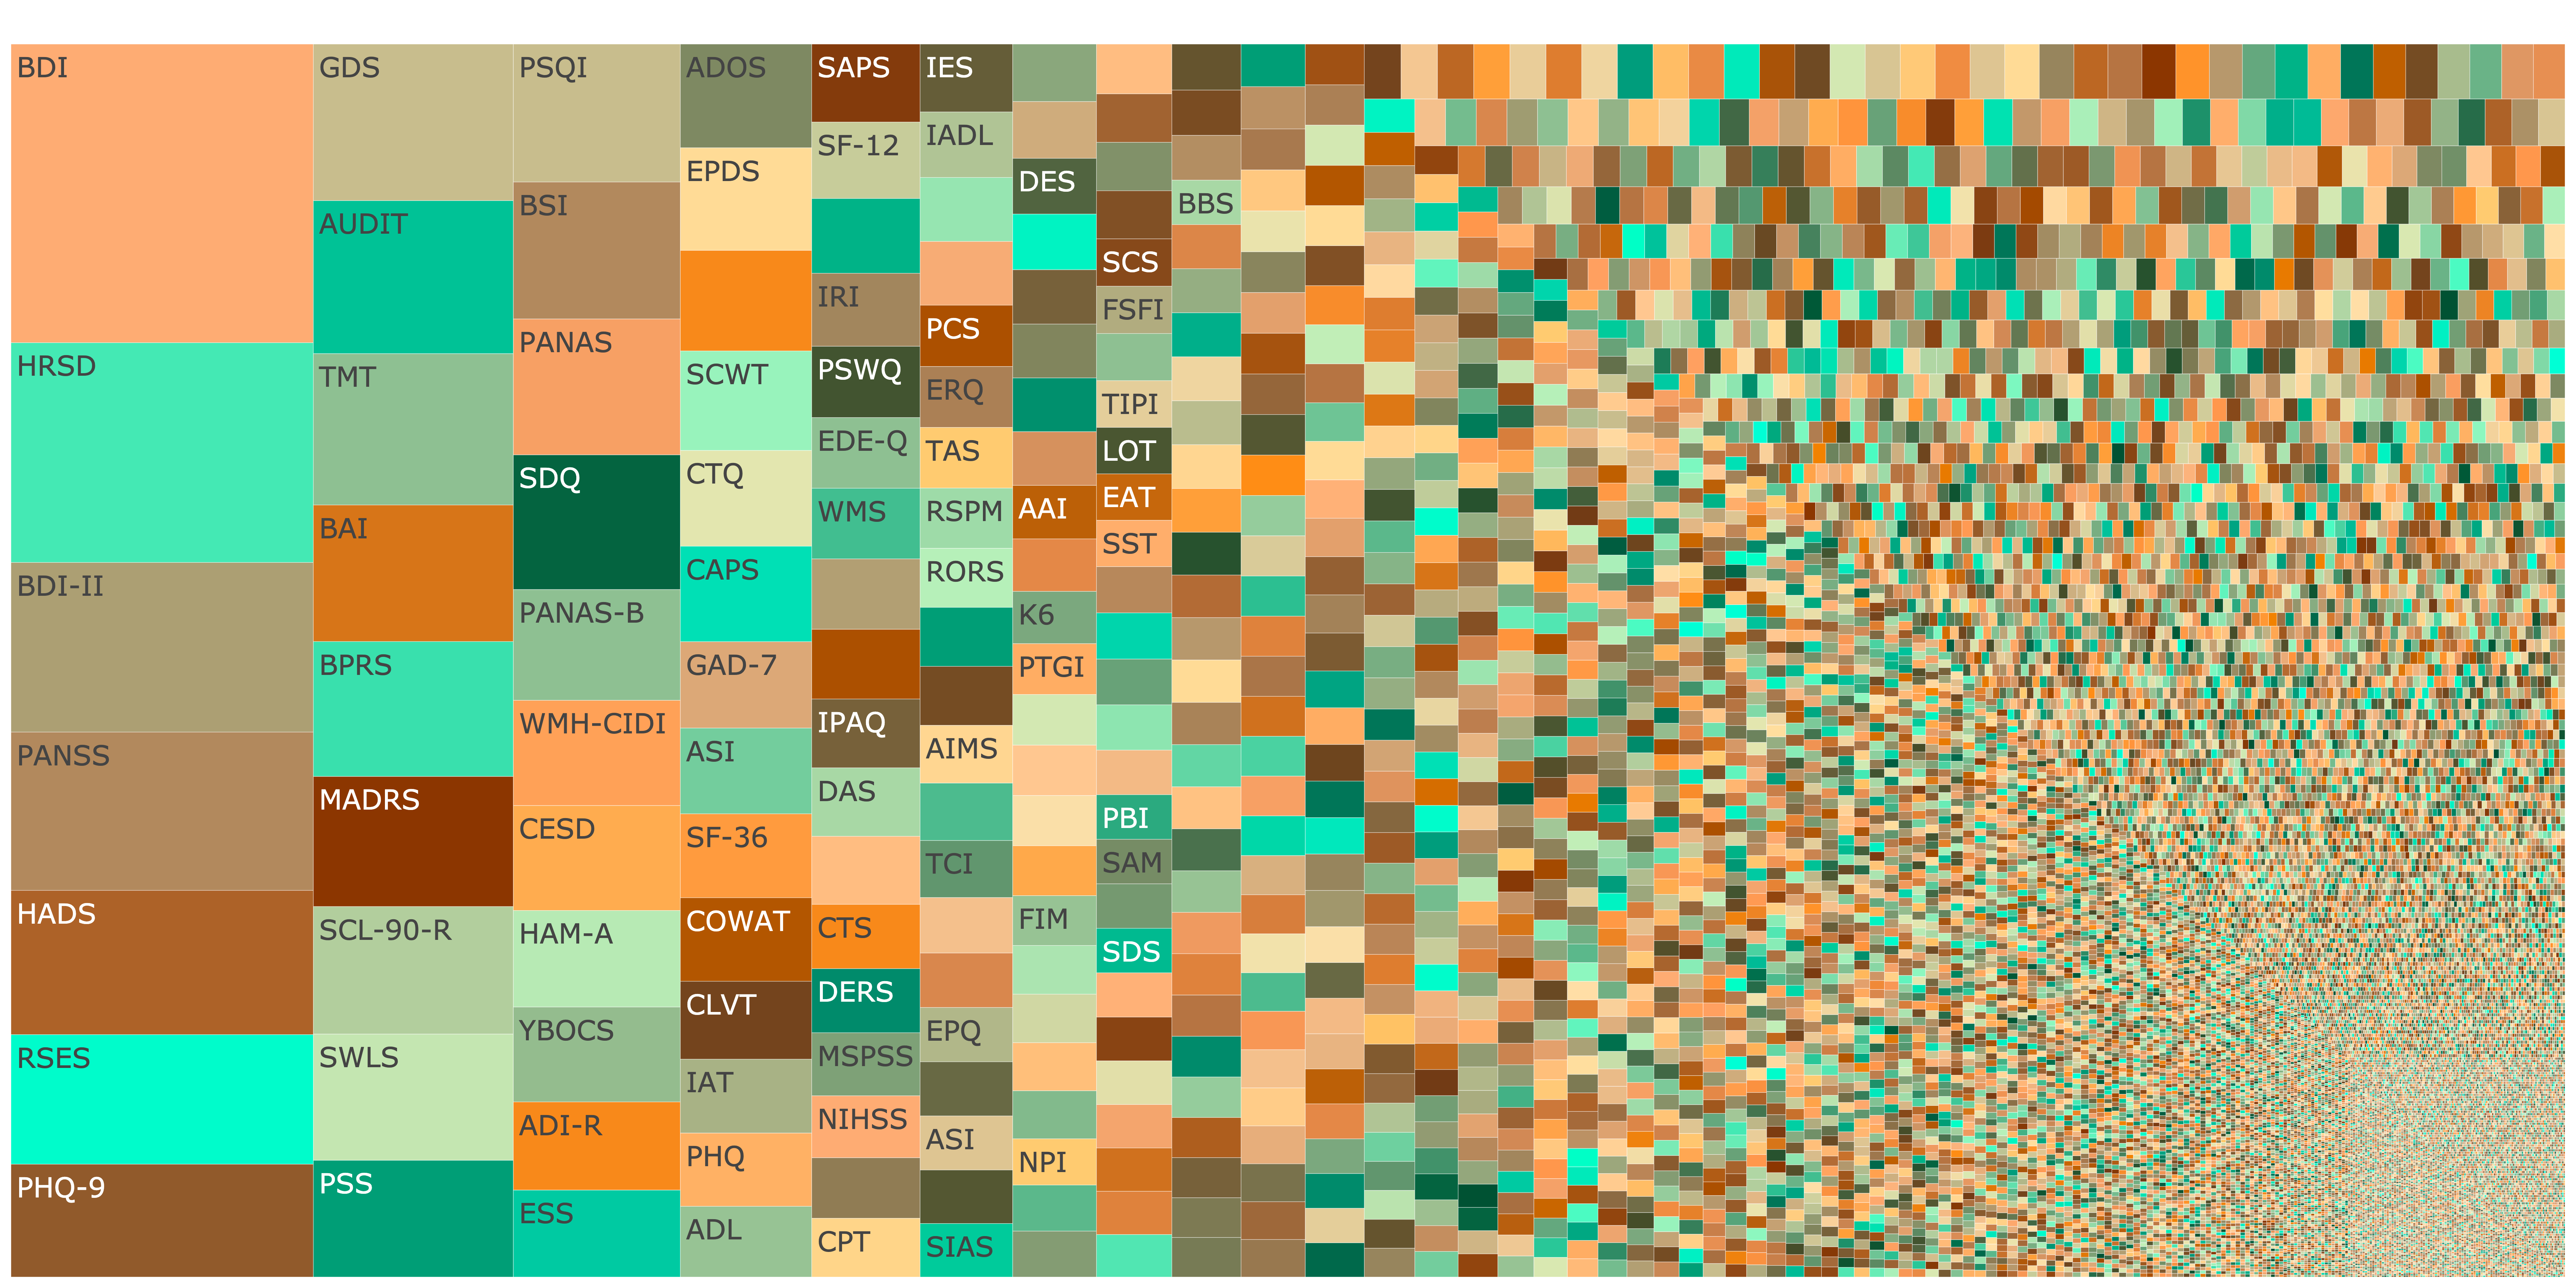 BDI
HRSD
BDI-II
PANSS
HADS
RSES
PHQ-9
GDS
AUDIT
TMT
BAI
BPRS
MADRS
SCL-90-R
SWLS
PSS
PSQI
BSI
PANAS
SDQ
PANAS-B
WMH-CIDI
CESD
HAM-A
YBOCS
ADI-R
ESS
ADOS
EPDS
SCWT
CTQ
CAPS
GAD-7
ASI
SF-36
COWAT
CLVT
IAT
PHQ
ADL
SAPS
SF-12
IRI
PSWQ
EDE-Q
WMS
IPAQ
DAS
CTS
DERS
MSPSS
NIHSS
CPT
IES
IADL
PCS
ERQ
TAS
RSPM
RORS
AIMS
TCI
EPQ
ASI
SIAS
DES
AAI
K6
PTGI
FIM
NPI
SCS
FSFI
TIPI
LOT
EAT
SST
PBI
SAM
SDS
BBS